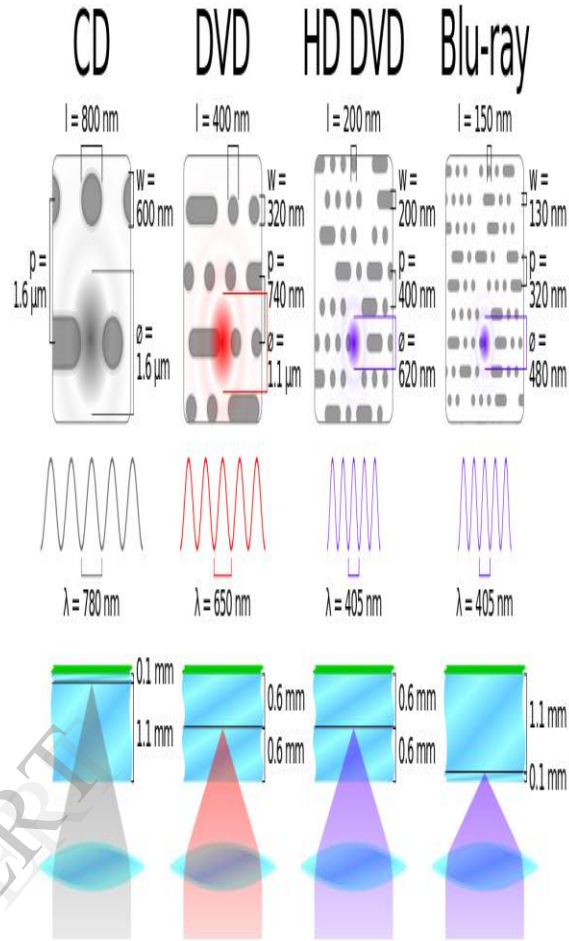 CD DVD HD DVD Blu-ray
l = 800 nm l = 400 nm l = 200 nm l = 150 nm
w =
600 nm
p =
1.6 µm
ø =
1.6 µm
w =
320 nm
p =
740 nm
ø =
1.1 µm
w =
200 nm
p =
400 nm
ø =
620 nm
w =
130 nm
p =
320 nm
ø =
480 nm
λ = 780 nm λ = 650 nm λ = 405 nm λ = 405 nm
0.1 mm
1.1 mm
0.6 mm
0.6 mm
0.6 mm
0.6 mm
1.1 mm
0.1 mm